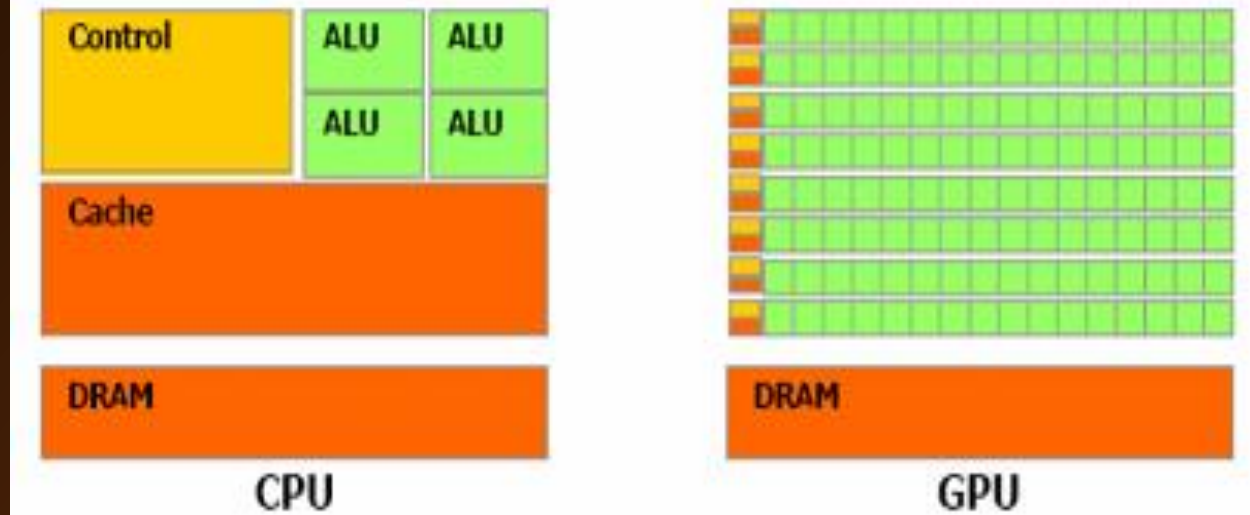 Control
ALU ALU
ALU ALU
Cache
DRAM
CPU
DRAM
GPU